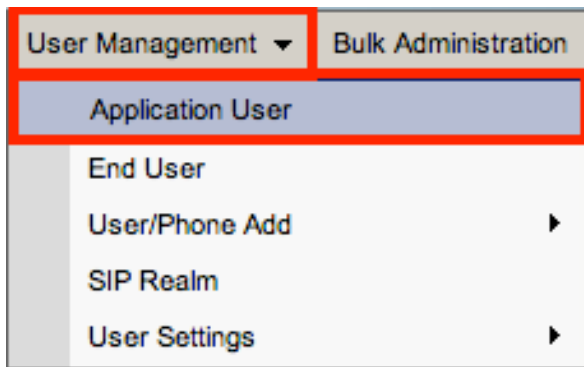 User Management Bulk Administration
Application User
End User
User/Phone Add
SIP Realm
User Settings